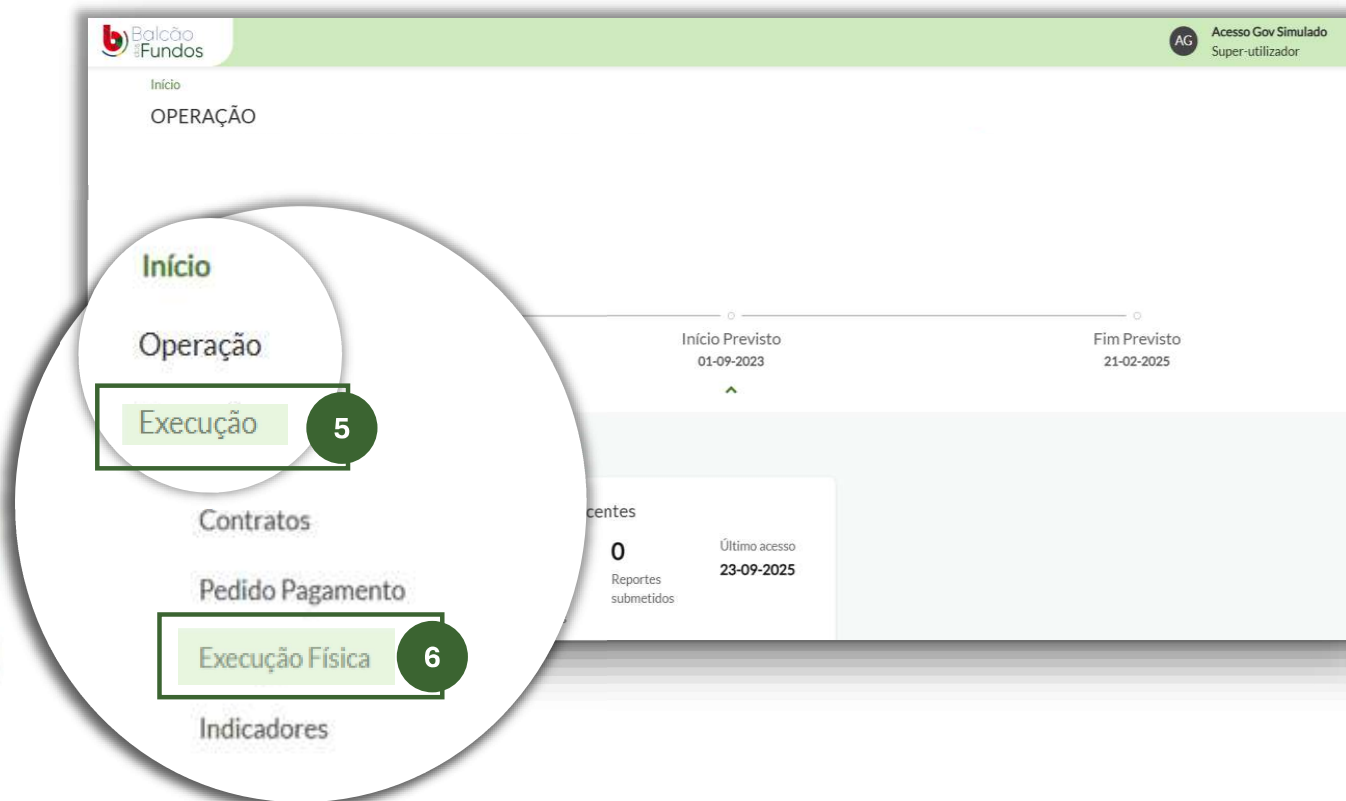 Balcão
dos Fundos
AG
Acesso Gov Simulado
Super-utilizador
Início
OPERAÇÃO
Início
Operação
Execução
5
Contratos
Pedido Pagamento
Execução Física
6
Indicadores
Início Previsto
01-09-2023
Fim Previsto
21-02-2025
centes
0
Reportes
submetidos
Último acesso
23-09-2025